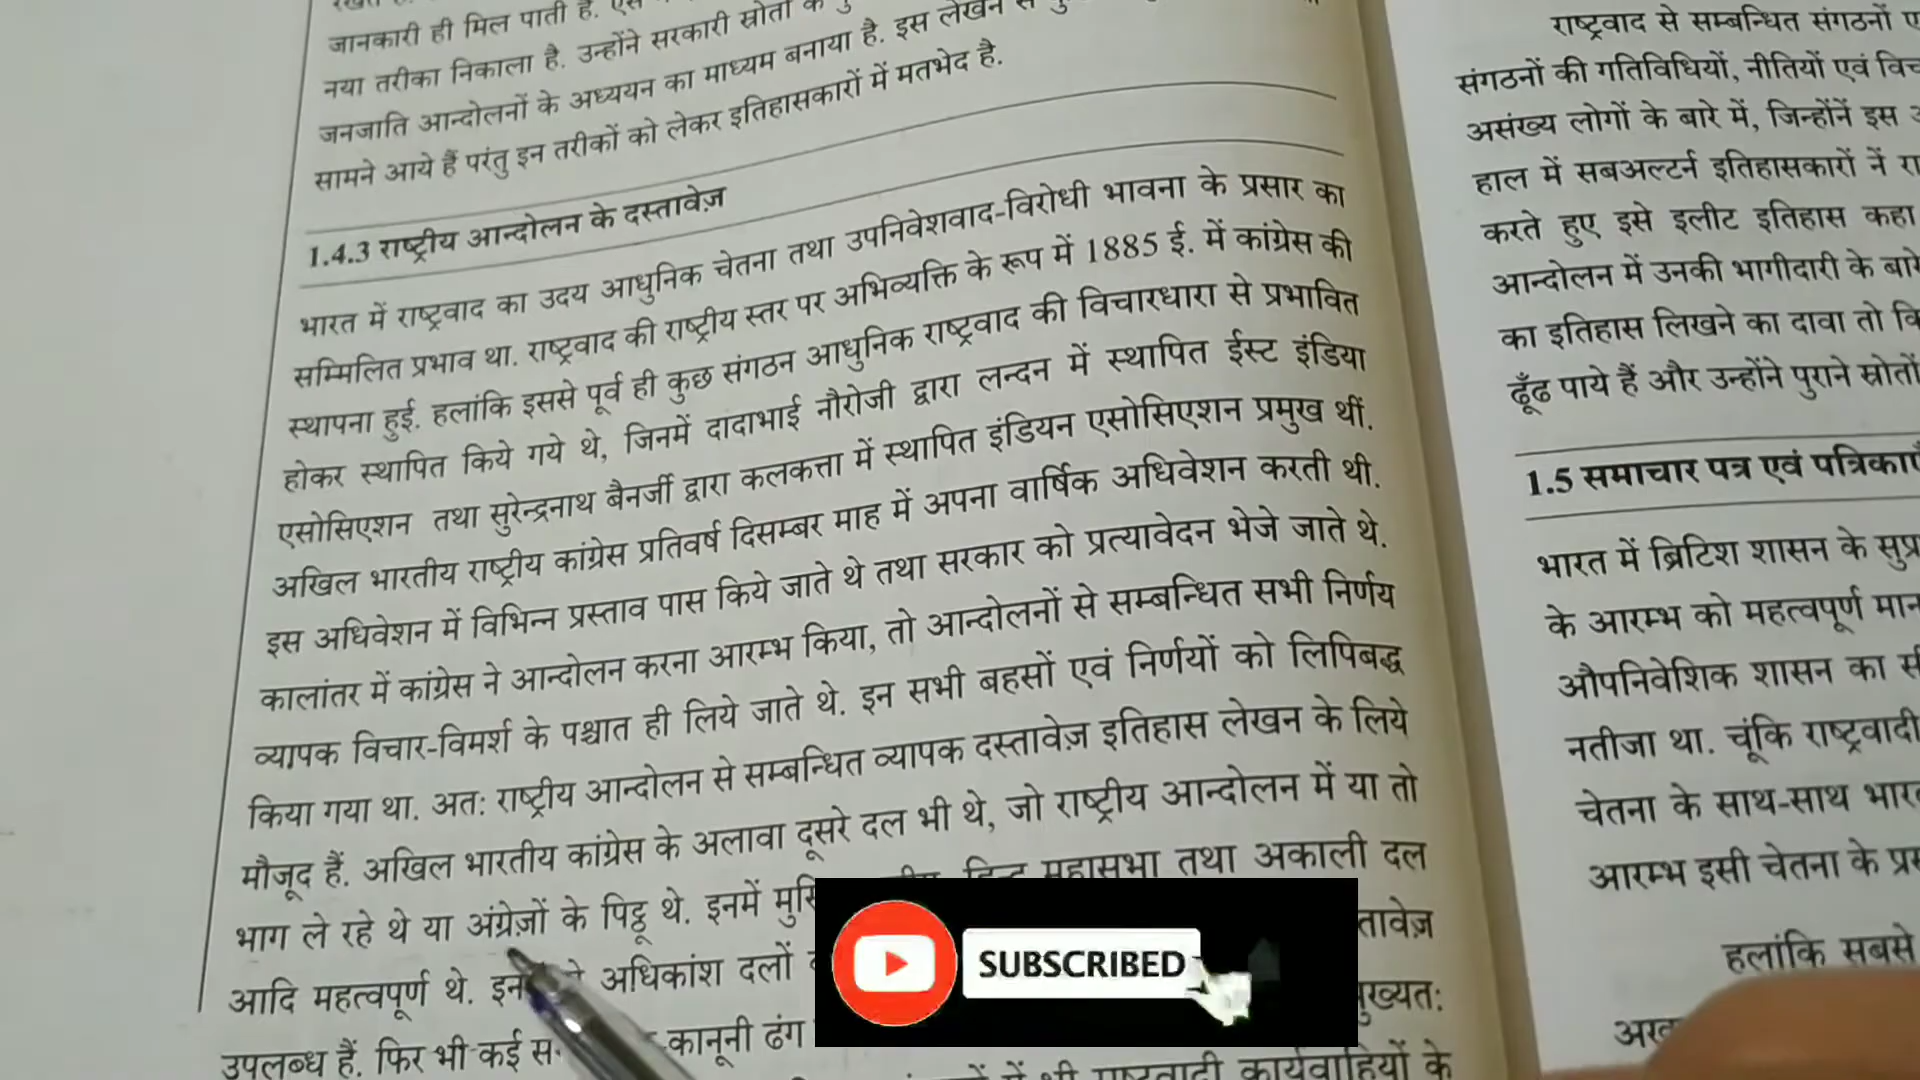 जानकारी ही मिल पाती है.
नया तरीका निकाला है. उन्होंने सरकारी स्रोतों के
जनजाति आन्दोलनों के अध्ययन का माध्यम बनाया है. इस लेखन से
सामने आये हैं परंतु इन तरीकों को लेकर इतिहासकारों में मतभेद है.
1.4.3 राष्ट्रीय आन्दोलन के दस्तावेज़
भारत में राष्ट्रवाद का उदय आधुनिक चेतना तथा उपनिवेशवाद-विरोधी भावना के प्रसार का
सम्मिलित प्रभाव था. राष्ट्रवाद की राष्ट्रीय स्तर पर अभिव्यक्ति के रूप में 1885 ई. में कांग्रेस की
स्थापना हुई. हलांकि इससे पूर्व ही कुछ संगठन आधुनिक राष्ट्रवाद की विचारधारा से प्रभावित
होकर स्थापित किये गये थे, जिनमें दादाभाई नौरोजी द्वारा लन्दन में स्थापित ईस्ट इंडिया
एसोसिएशन तथा सुरेन्द्रनाथ बैनर्जी द्वारा कलकत्ता में स्थापित इंडियन एसोसिएशन प्रमुख थीं.
अखिल भारतीय राष्ट्रीय कांग्रेस प्रतिवर्ष दिसम्बर माह में अपना वार्षिक अधिवेशन करती थी.
इस अधिवेशन में विभिन्न प्रस्ताव पास किये जाते थे तथा सरकार को प्रत्यावेदन भेजे जाते थे.
कालांतर में कांग्रेस ने आन्दोलन करना आरम्भ किया, तो आन्दोलनों से सम्बन्धित सभी निर्णय
व्यापक विचार-विमर्श के पश्चात ही लिये जाते थे. इन सभी बहसों एवं निर्णयों को लिपिबद्ध
किया गया था. अत: राष्ट्रीय आन्दोलन से सम्बन्धित व्यापक दस्तावेज़ इतिहास लेखन के लिये
मौजूद हैं. अखिल भारतीय कांग्रेस के अलावा दूसरे दल भी थे, जो राष्ट्रीय आन्दोलन में या तो
भाग ले रहे थे या अंग्रेज़ों के पिट्ठू थे. इनमें महासभा तथा अकाली दल
आदि महत्वपूर्ण थे. अधिकांश दलों
उपलब्ध हैं. फिर भी कई कानूनी ढंग मुख्यत:
राष्ट्रवादी कार्यवाहियों के
राष्ट्रवाद से सम्बन्धित संगठनों
संगठनों की गतिविधियों, नीतियों एवं
असंख्य लोगों के बारे में, जिन्होंनें इस
हाल में सबअल्टर्न इतिहासकारों नें
करते हुए इसे इलीट इतिहास कहा
आन्दोलन में उनकी भागीदारी के बारे
का इतिहास लिखने का दावा तो
ढूँढ पाये हैं और उन्होंने पुराने स्रोतों
1.5 समाचार पत्र एवं पत्रिकाएँ
भारत में ब्रिटिश शासन के
के आरम्भ को महत्वपूर्ण
औपनिवेशिक शासन का
नतीजा था. चूंकि राष्ट्रवादी
चेतना के साथ-साथ
आरम्भ इसी चेतना के
हलांकि सबसे
SUBSCRIBED